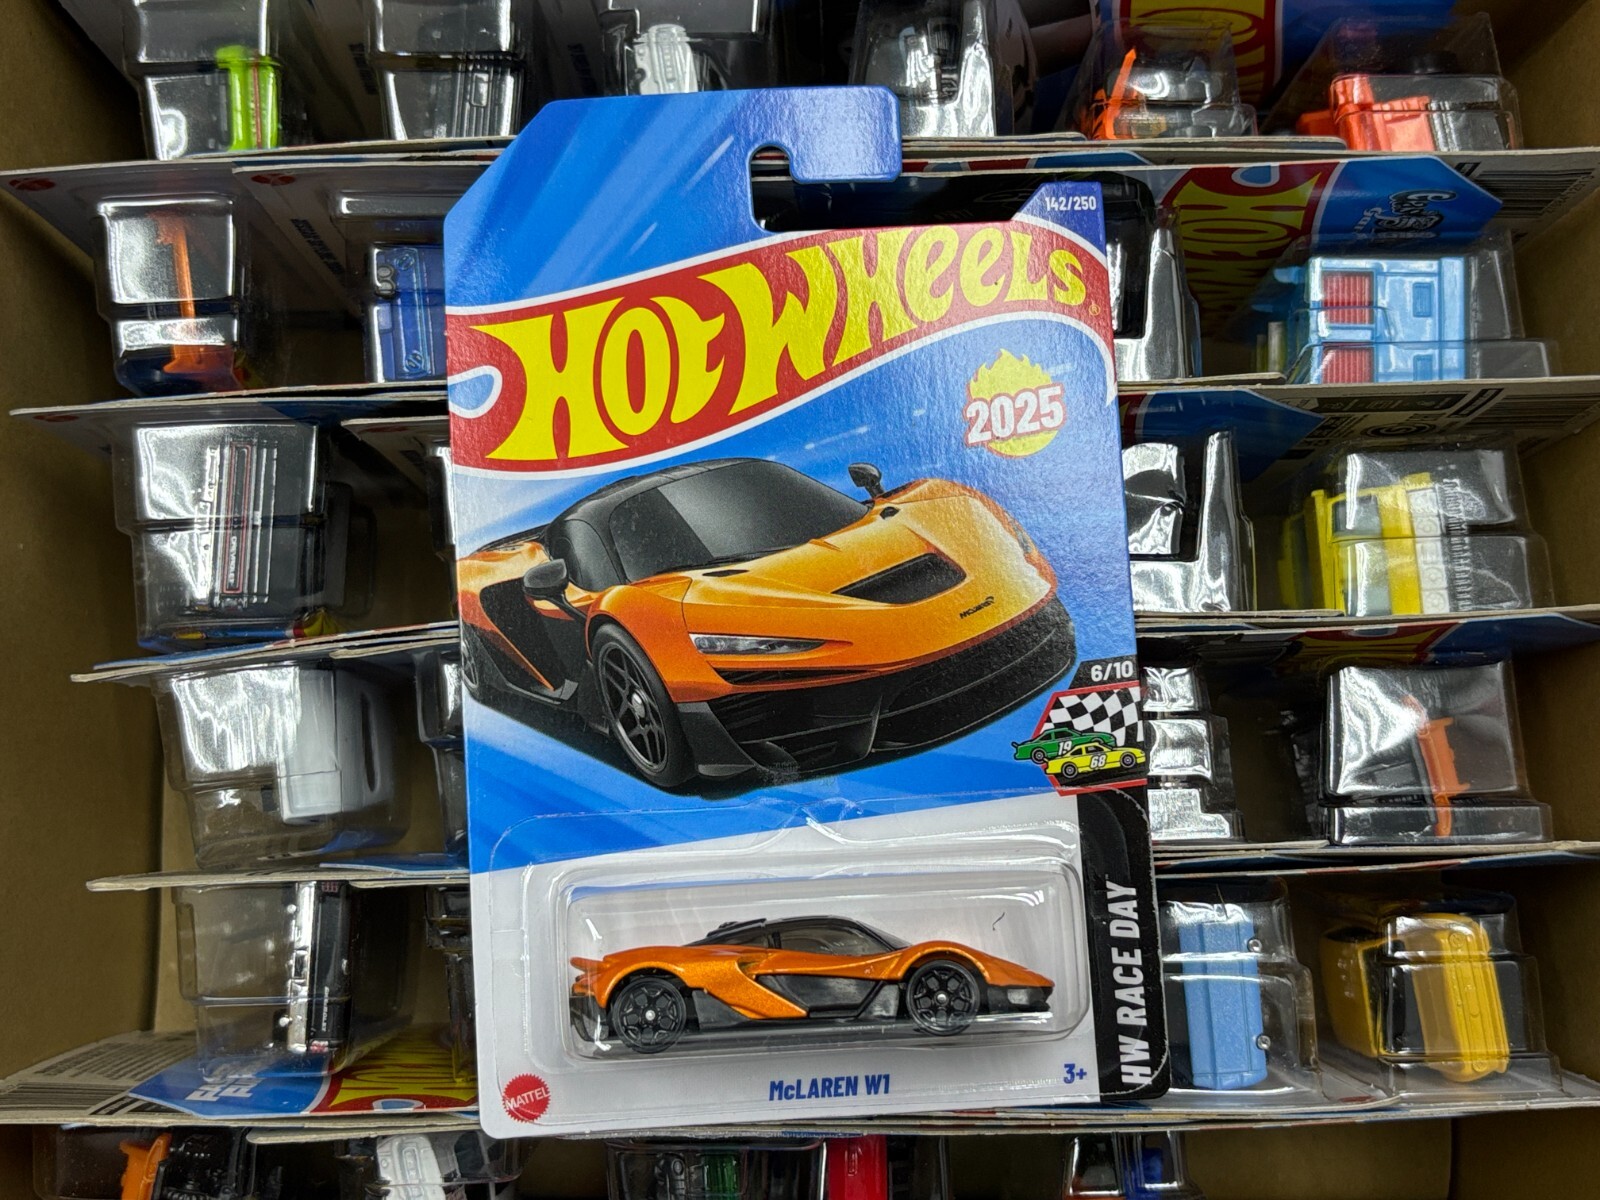 142/250
HOT WHEELS®
2025
McLaren
6/10
19
68
HW RACE DAY
MATTEL
McLAREN W1
3+